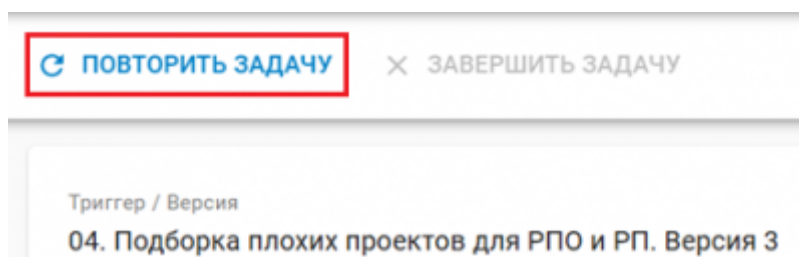 ПОВТОРИТЬ ЗАДАЧУ ЗАВЕРШИТЬ ЗАДАЧУ
Триггер / Версия
04. Подборка плохих проектов для РПО и РП. Версия 3